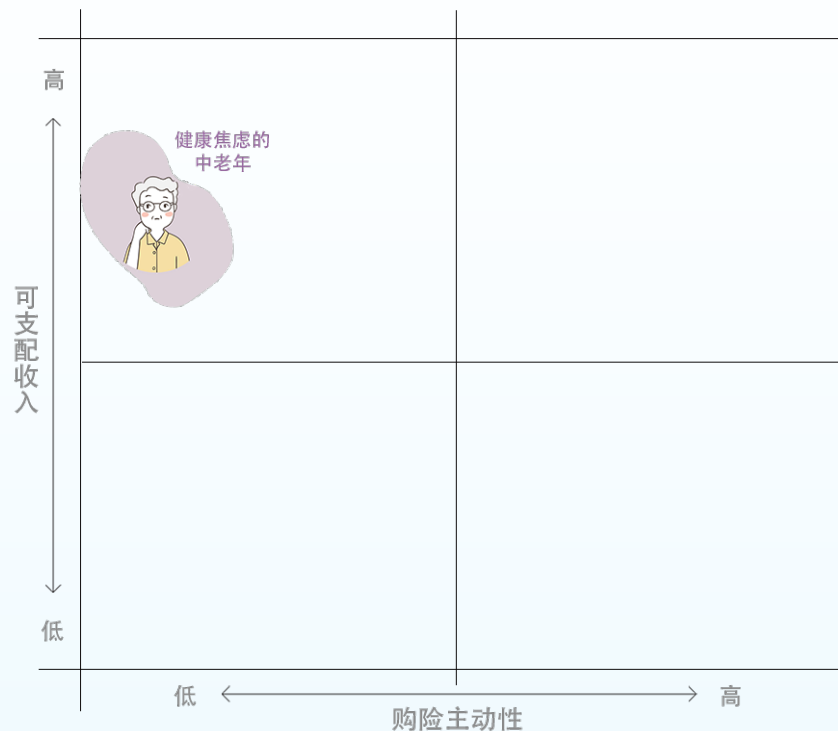 高
健康焦虑的
中老年
可支配收入
低
低
高
购险主动性